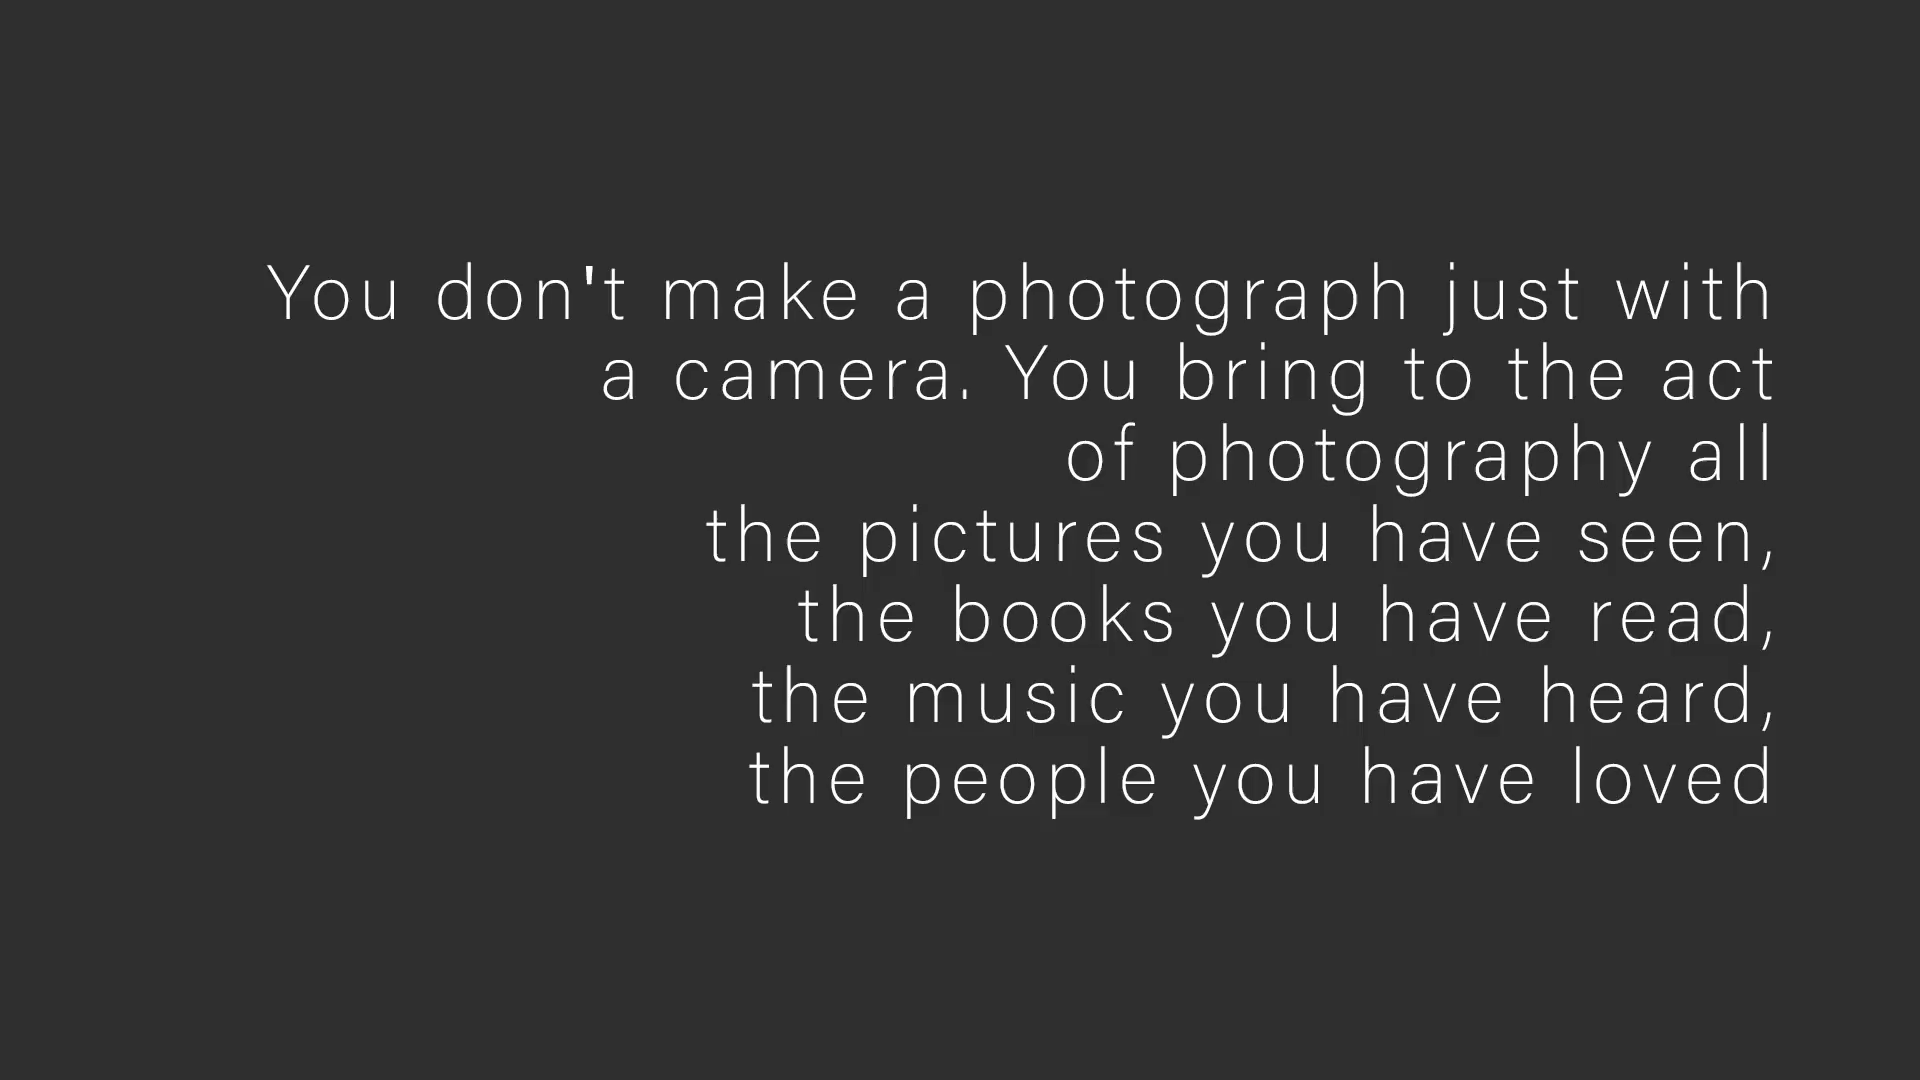 You don't make a photograph just with
a camera. You bring to the act
of photography all
the pictures you have seen,
the books you have read,
the music you have heard,
the people you have loved